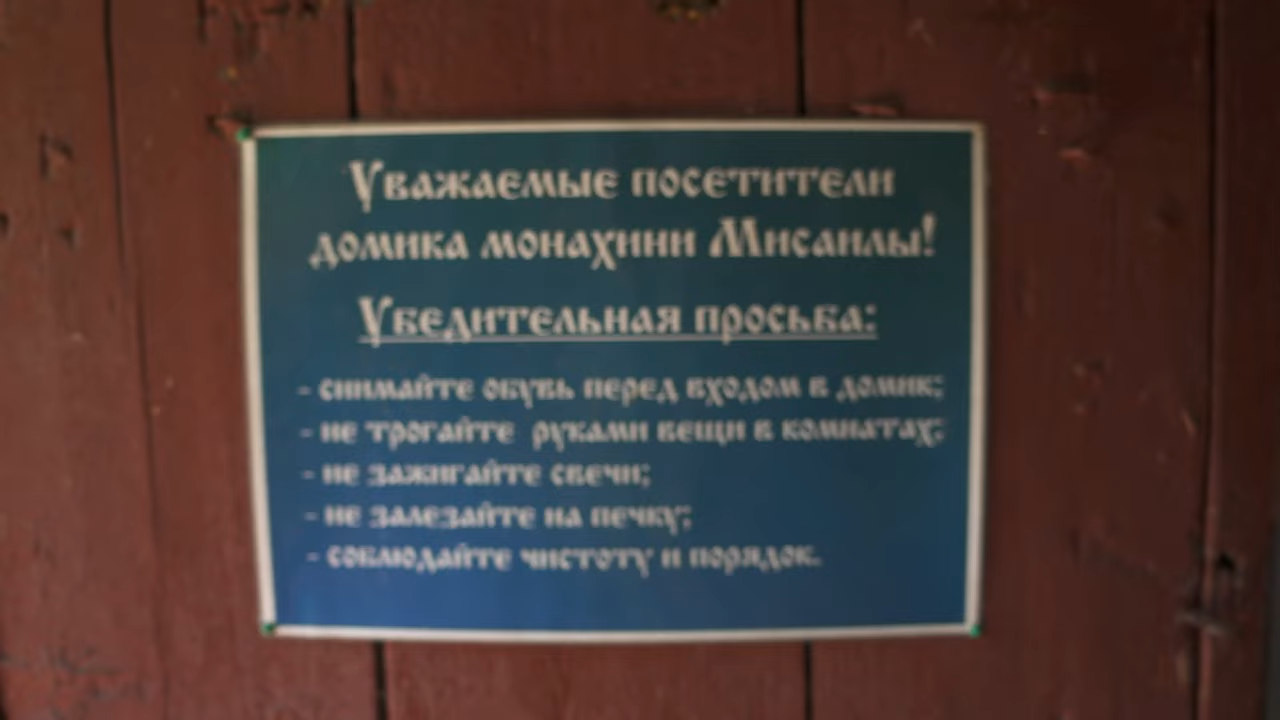 Уважаемые посетители
домика монахини Мисаилы!
Убедительная просьба:
- снимайте обувь перед входом в домик;
- не трогайте руками вещи в комнатах;
- не зажигайте свечи;
- не залезайте на печку;
- соблюдайте чистоту и порядок.